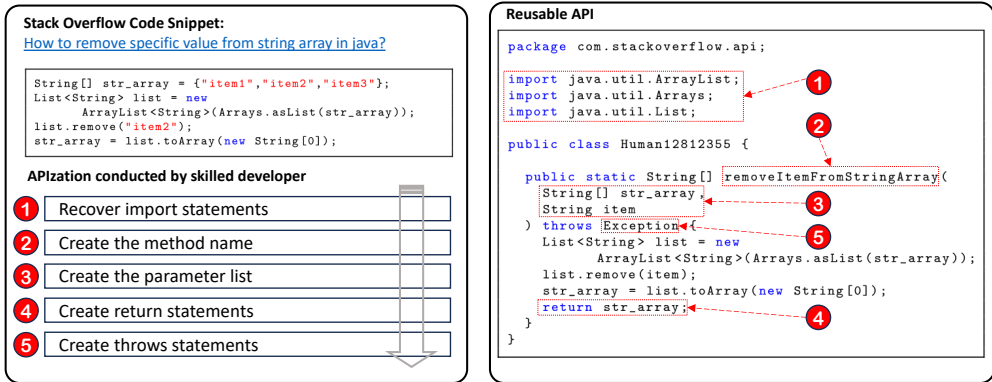 Stack Overflow Code Snippet:
How to remove specific value from string array in java?
String[] str_array = {"item1","item2","item3"};
List<String> list = new
ArrayList<String>(Arrays.asList(str_array));
list.remove("item2");
str_array = list.toArray(new String[0]);
APIzation conducted by skilled developer
1 Recover import statements
2 Create the method name
3 Create the parameter list
4 Create return statements
5 Create throws statements
Reusable API
package com.stackoverflow.api;
import java.util.ArrayList;
import java.util.Arrays;
import java.util.List;
1
2
public class Human12812355 {
public static String[] removeItemFromStringArray(
String[] str_array,
String item
3
) throws Exception {
5
List<String> list = new
ArrayList<String>(Arrays.asList(str_array));
list.remove(item);
str_array = list.toArray(new String[0]);
return str_array;
4
}
}